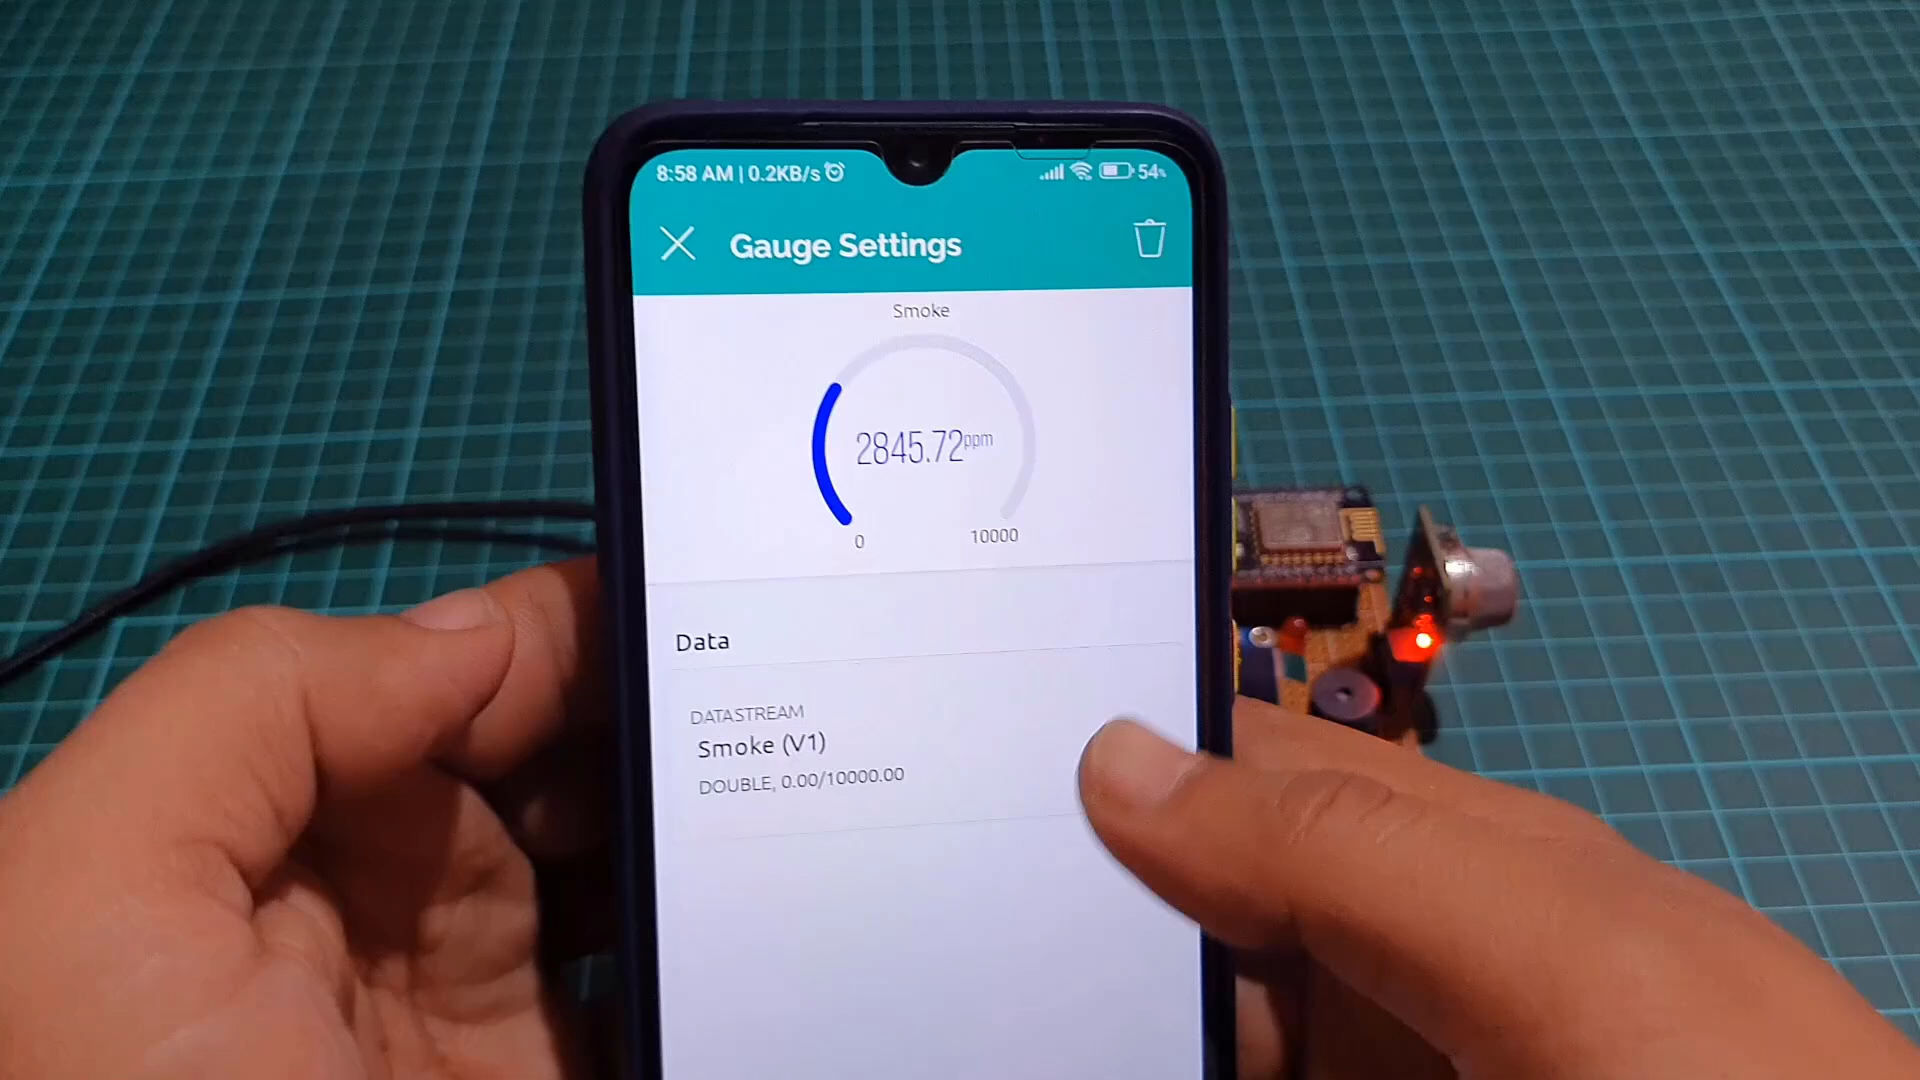 8:58 AM | 0.2KB/s
54%
Gauge Settings
Smoke
2845.72ppm
0
10000
Data
DATASTREAM
Smoke (V1)
DOUBLE, 0.00/10000.00